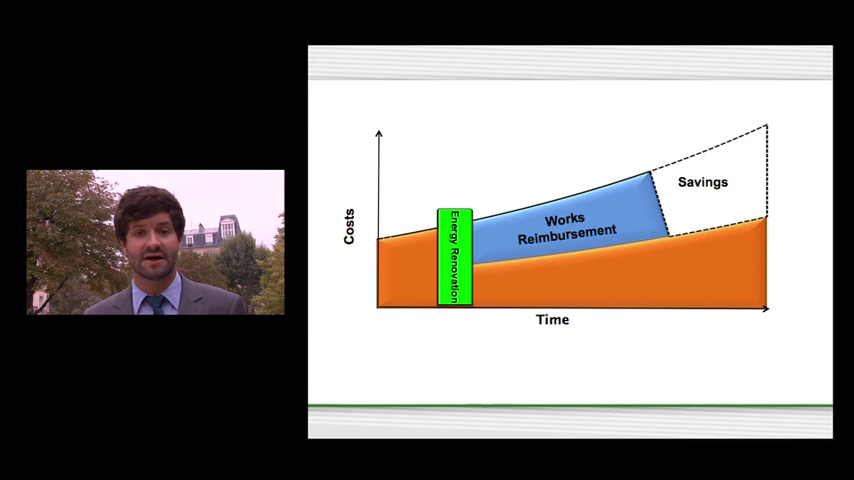 Costs
Energy Renovation
Works
Reimbursement
Savings
Time